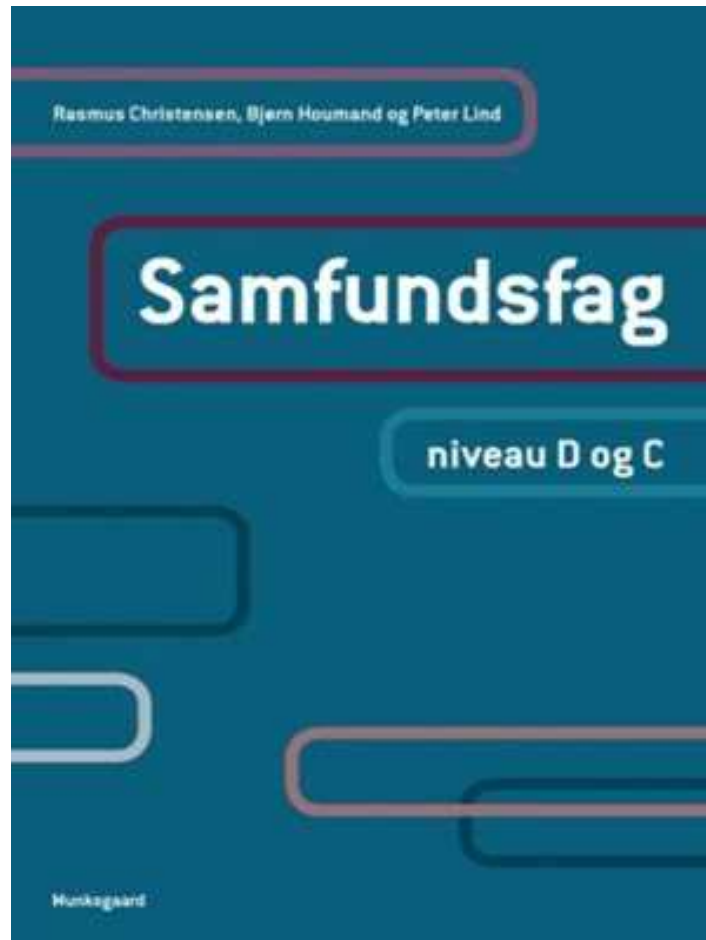 Rasmus Christensen, Bjørn Houmand og Peter Lind
Samfundsfag
niveau D og C
Munksgaard